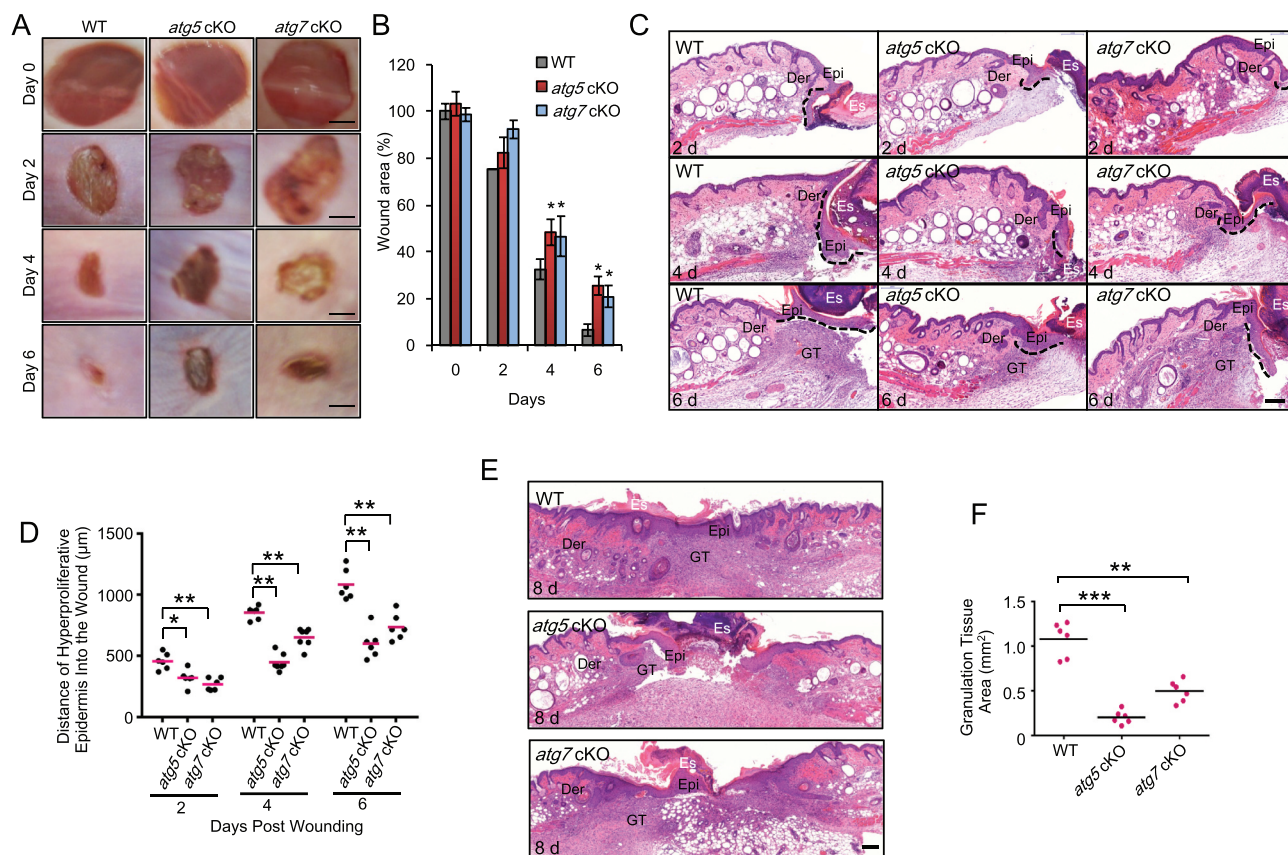 A
WT
atg5 cKO
atg7 cKO
Day 0
Day 2
Day 4
Day 6
B
120
100
80
60
40
20
0
Wound area (%)
WT
atg5 cKO
atg7 cKO
* *
* *
0 2 4 6
Days
C
WT
Der
Epi
Es
2 d
atg5 cKO
Epi
Es
Der
2 d
atg7 cKO
Epi
Der
2 d
WT
Es
Epi
4 d
atg5 cKO
Epi
Der
Es
4 d
atg7 cKO
Es
Der
Epi
4 d
WT
Es
Epi
Der
GT
6 d
atg5 cKO
Es
Der
Epi
GT
6 d
atg7 cKO
Es
Der
Epi
GT
6 d
D
1500
1000
500
0
Distance of Hyperproliferative
Epidermis Into the Wound (µm)
**
*
**
**
**
**
WT
atg5 cKO
atg7 cKO
WT
atg5 cKO
atg7 cKO
WT
atg5 cKO
atg7 cKO
2 4 6
Days Post Wounding
E
WT
Es
Epi
Der
GT
8 d
atg5 cKO
Es
Epi
Der
GT
8 d
atg7 cKO
Es
Epi
Der
GT
8 d
F
**
***
1.5
1.0
0.5
0
Granulation Tissue
Area (mm²)
WT
atg5 cKO
atg7 cKO